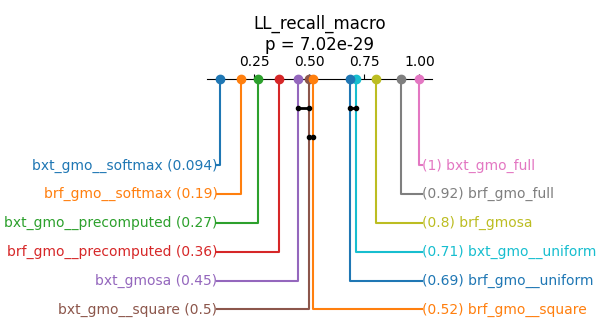 LL_recall_macro
p = 7.02e-29
0.25 0.50 0.75 1.00
bxt_gmo__softmax (0.094)
(1) bxt_gmo_full
brf_gmo__softmax (0.19)
(0.92) brf_gmo_full
bxt_gmo__precomputed (0.27)
(0.8) brf_gmosa
brf_gmo__precomputed (0.36)
(0.71) bxt_gmo__uniform
bxt_gmosa (0.45)
(0.69) brf_gmo__uniform
bxt_gmo__square (0.5)
(0.52) brf_gmo__square